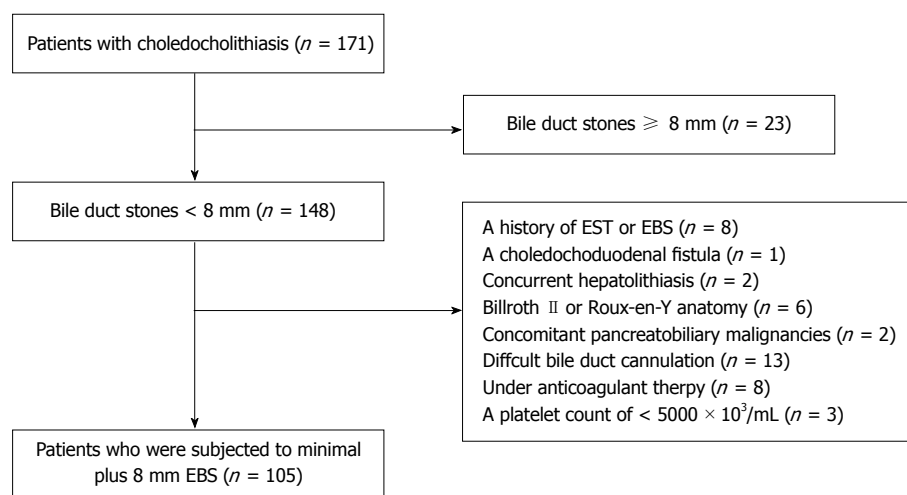 Patients with choledocholithiasis (n = 171)
Bile duct stones ≥ 8 mm (n = 23)
Bile duct stones < 8 mm (n = 148)
A history of EST or EBS (n = 8)
A choledochoduodenal fistula (n = 1)
Concurrent hepatolithiasis (n = 2)
Billroth Ⅱ or Roux-en-Y anatomy (n = 6)
Concomitant pancreatobiliary malignancies (n = 2)
Diffcult bile duct cannulation (n = 13)
Under anticoagulant therpy (n = 8)
A platelet count of < 5000 × 10³/mL (n = 3)
Patients who were subjected to minimal
plus 8 mm EBS (n = 105)